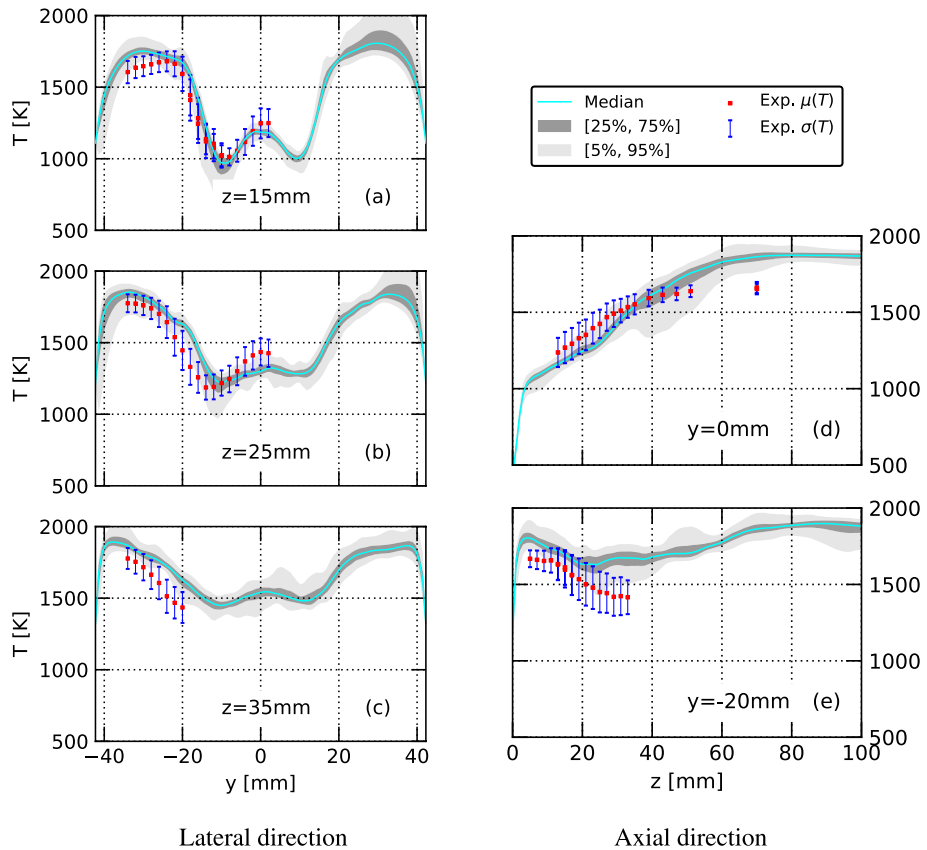 2000
1500
1000
500
T [K]
z=15mm
(a)
2000
1500
1000
500
T [K]
z=25mm
(b)
2000
1500
1000
500
T [K]
z=35mm
(c)
−40 −20 0 20 40
y [mm]
Lateral direction
Median
[25%, 75%]
[5%, 95%]
Exp. μ(T)
Exp. σ(T)
2000
1500
1000
500
y=0mm
(d)
2000
1500
1000
500
y=-20mm
(e)
0 20 40 60 80 100
z [mm]
Axial direction